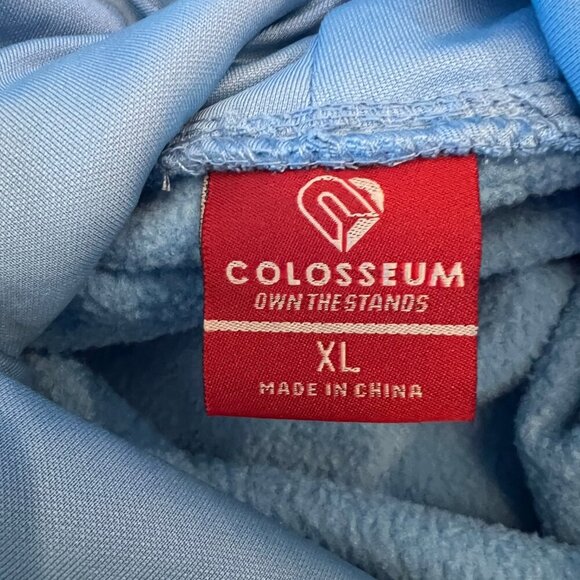 COLOSSEUM
OWN THE STANDS
XL
MADE IN CHINA